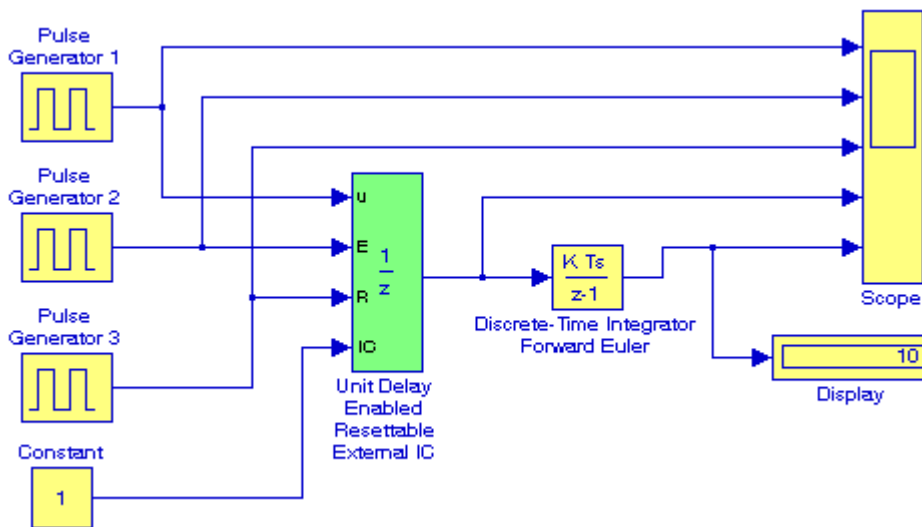 Pulse
Generator 1
Pulse
Generator 2
Pulse
Generator 3
Constant
1
u
E
R
IC
1
z
Unit Delay
Enabled
Resettable
External IC
K Ts
z-1
Discrete-Time Integrator
Forward Euler
Scope
10
Display